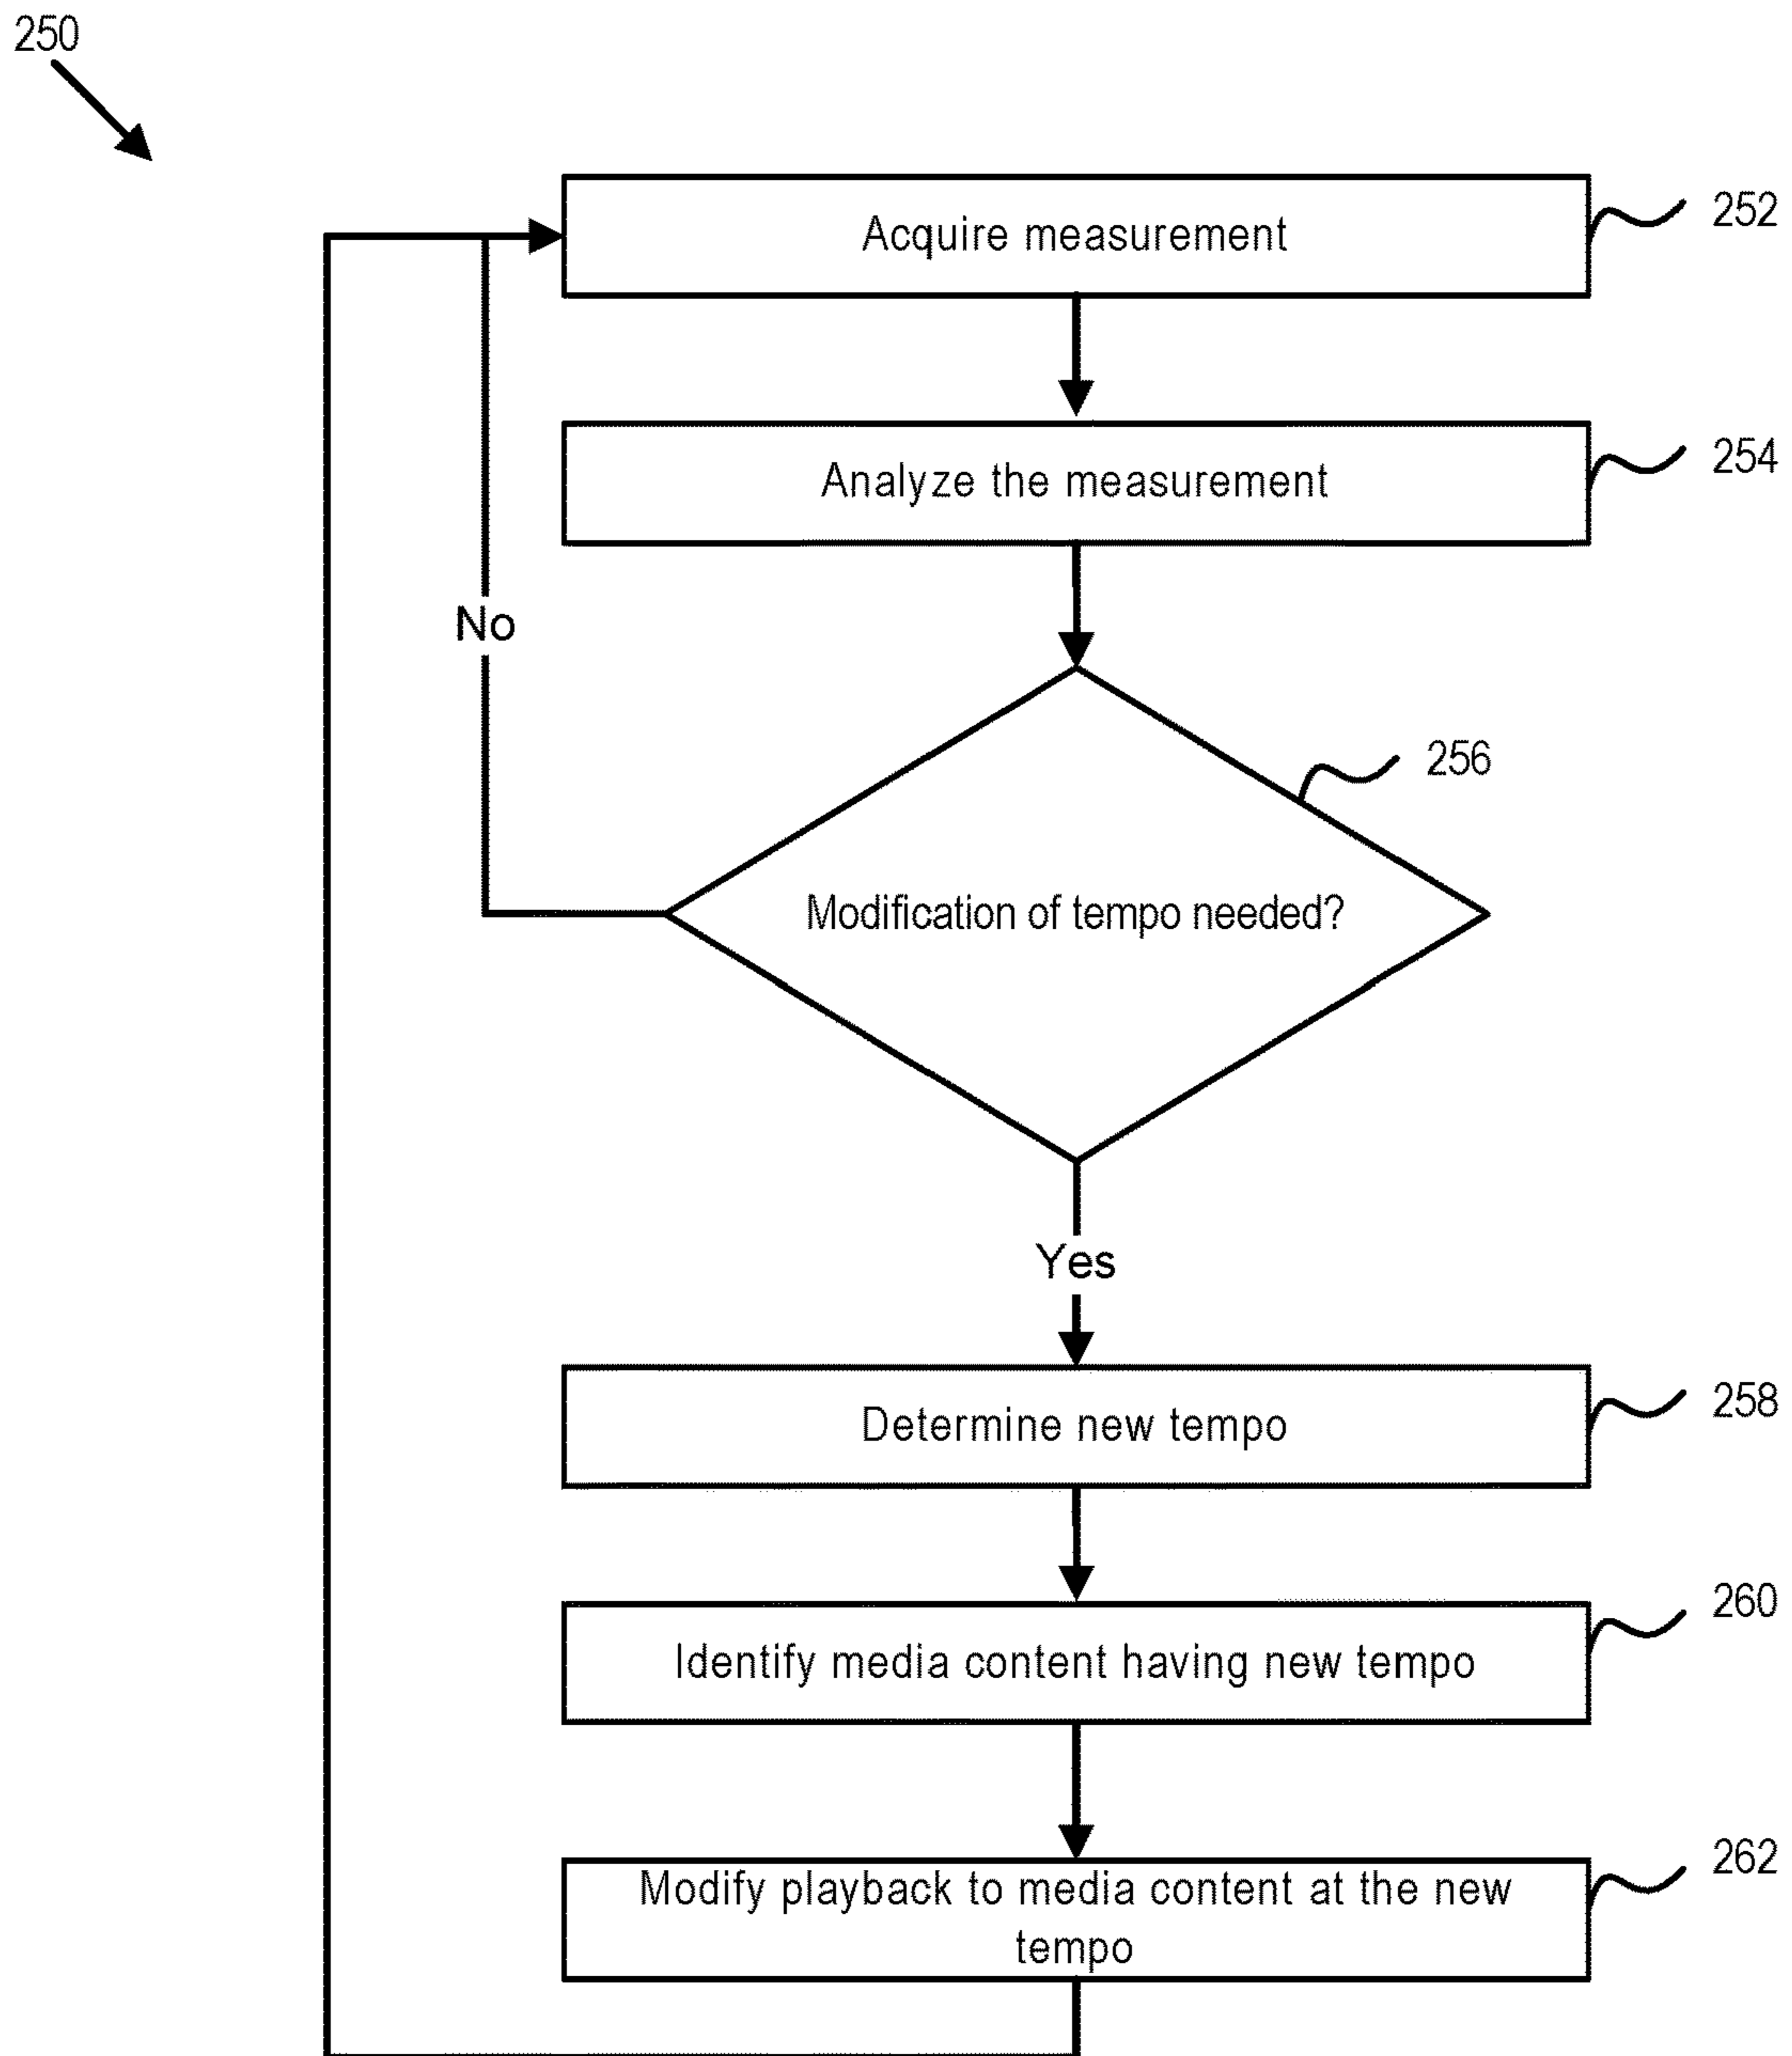 250
Acquire measurement
252
Analyze the measurement
254
No
256
Modification of tempo needed?
Yes
Determine new tempo
258
Identify media content having new tempo
260
Modify playback to media content at the new
tempo
262